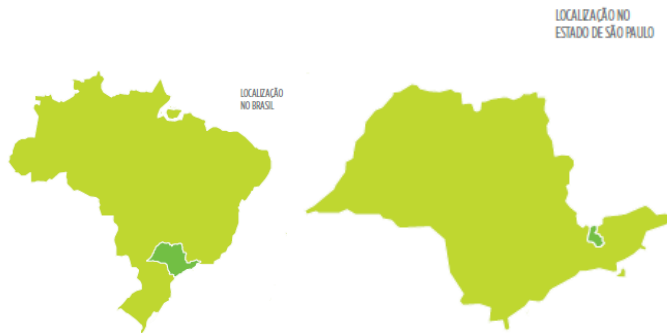 LOCALIZAÇÃO NO
ESTADO DE SÃO PAULO
LOCALIZAÇÃO
NO BRASIL